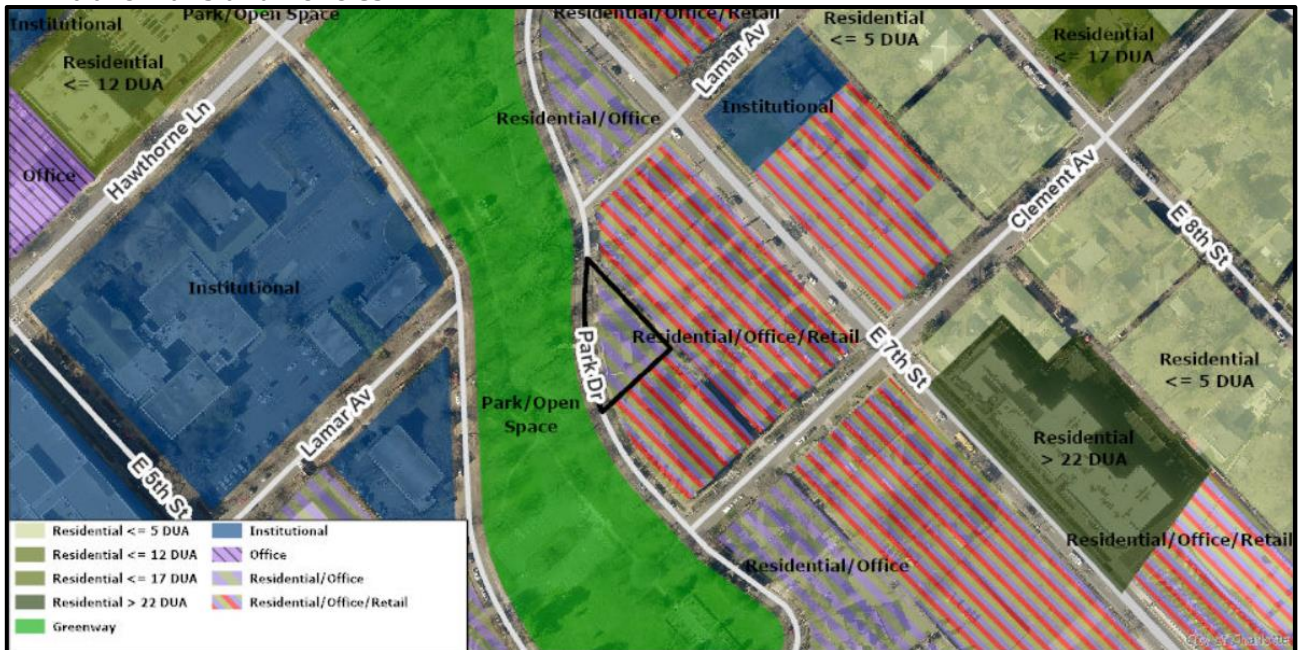 Park/Open Space
Residential/Office/Retail
Institutional
Residential
<= 5 DUA
Residential
<= 17 DUA
Residential
<= 12 DUA
Lamar Av
Residential/Office
Institutional
Office
Hawthorne Ln
Clement Av
E 8th St
Institutional
Park Dr
Residential/Office/Retail
E 7th St
Residential
<= 5 DUA
Park/Open
Space
Lamar Av
E 5th St
Residential
> 22 DUA
Residential/Office/Retail
Residential/Office
Residential <= 5 DUA
Institutional
Residential <= 12 DUA
Office
Residential <= 17 DUA
Residential/Office
Residential > 22 DUA
Residential/Office/Retail
Greenway